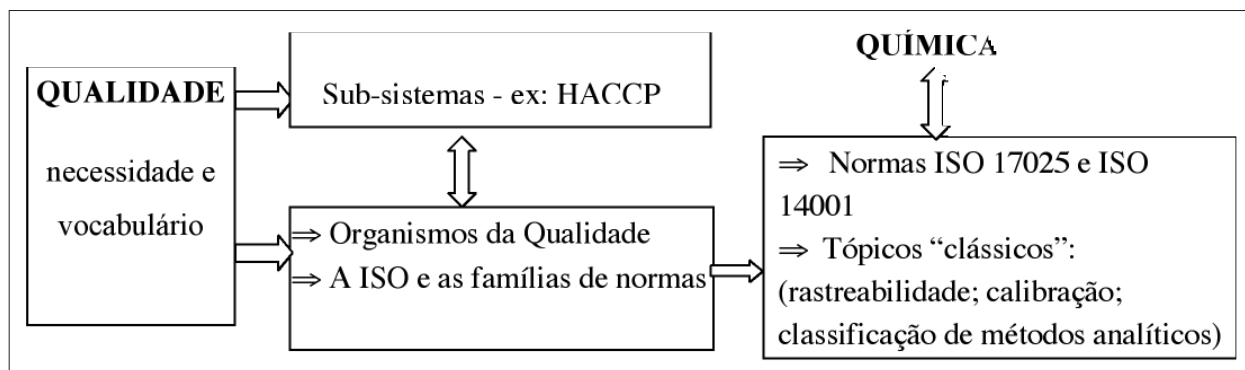 QUALIDADE
necessidade e
vocabulário
Sub-sistemas - ex: HACCP
⇒ Organismos da Qualidade
⇒ A ISO e as famílias de normas
QUÍMICA
⇒ Normas ISO 17025 e ISO
14001
⇒ Tópicos “clássicos”:
(rastreabilidade; calibração;
classificação de métodos analíticos)